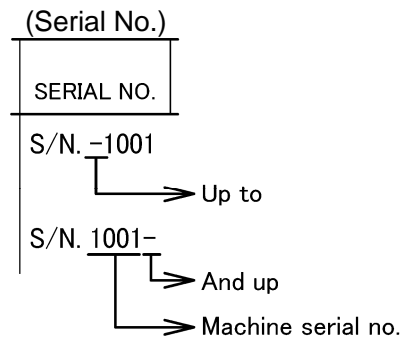 (Serial No.)
SERIAL NO.
S/N. -1001
Up to
S/N. 1001-
And up
Machine serial no.